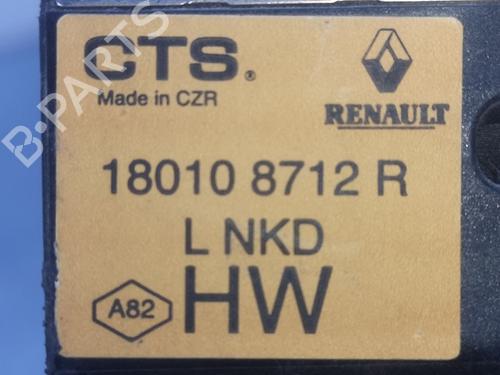 CTS®
Made in CZR
RENAULT
18010 8712 R
L NKD
A82
HW
B-PARTS